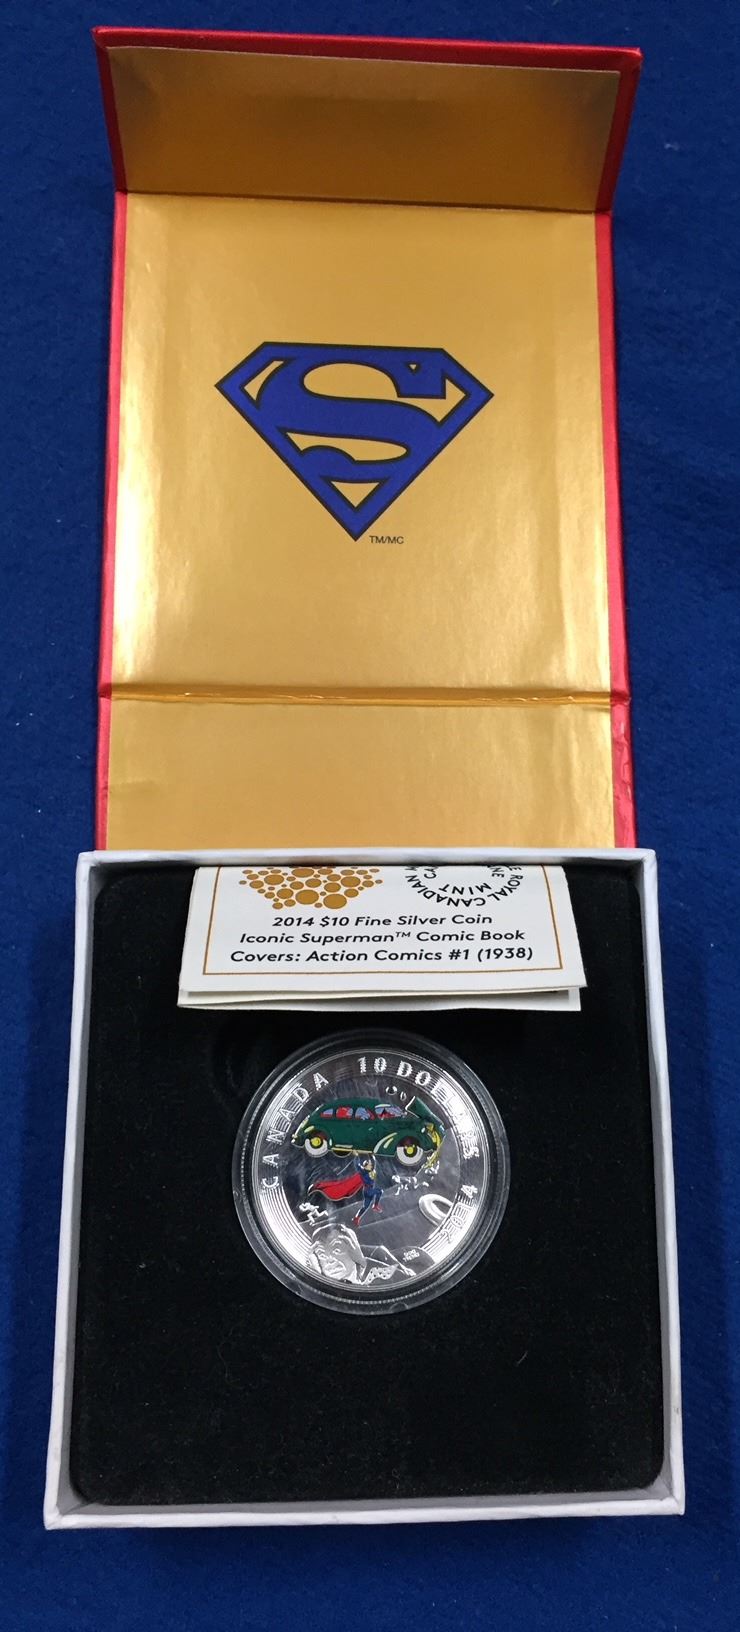 S
TM/MC
THE ROYAL CANADIAN MINT
2014 $10 Fine Silver Coin
Iconic Superman™ Comic Book
Covers: Action Comics #1 (1938)
CANADA 10 DOLLARS 2014